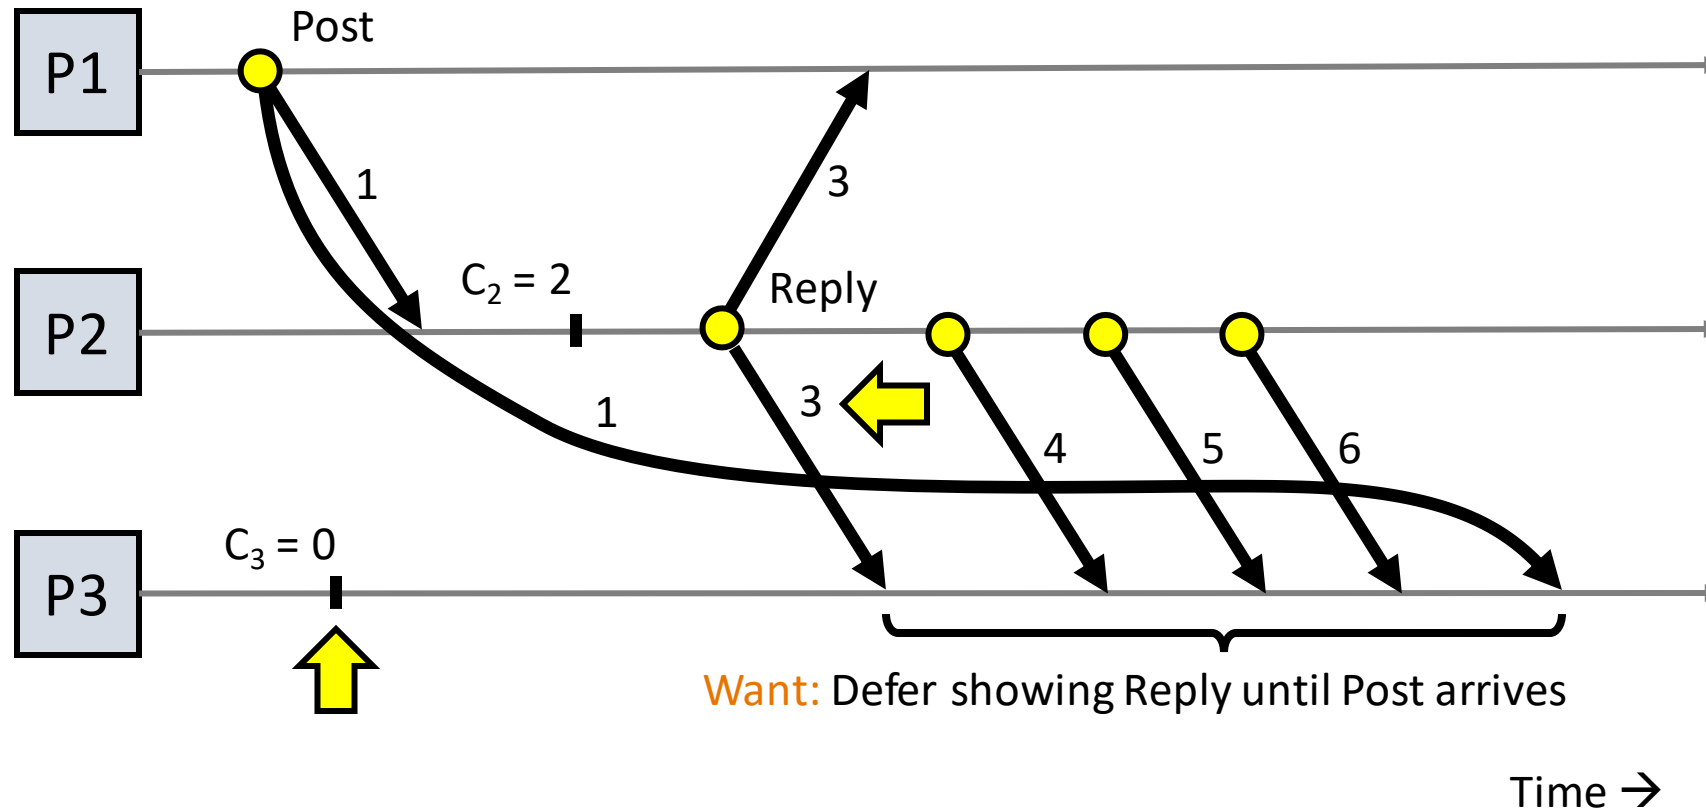 Post
P1
1
3
C₂ = 2
Reply
P2
3
1
4
5
6
C₃ = 0
P3
Want: Defer showing Reply until Post arrives
Time →